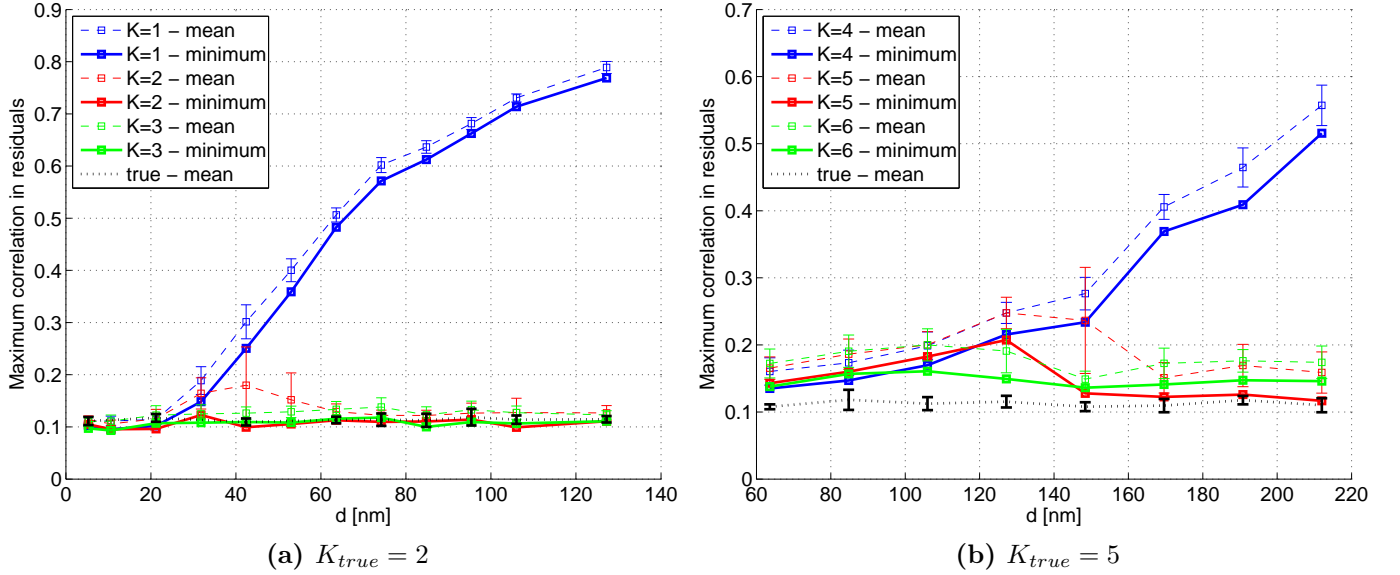 Maximum correlation in residuals
0.9
0.8
0.7
0.6
0.5
0.4
0.3
0.2
0.1
0
K=1 − mean
K=1 − minimum
K=2 − mean
K=2 − minimum
K=3 − mean
K=3 − minimum
true − mean
0 20 40 60 80 100 120 140
d [nm]
(a) K_{true} = 2
Maximum correlation in residuals
0.7
0.6
0.5
0.4
0.3
0.2
0.1
0
K=4 − mean
K=4 − minimum
K=5 − mean
K=5 − minimum
K=6 − mean
K=6 − minimum
true − mean
60 80 100 120 140 160 180 200 220
d [nm]
(b) K_{true} = 5